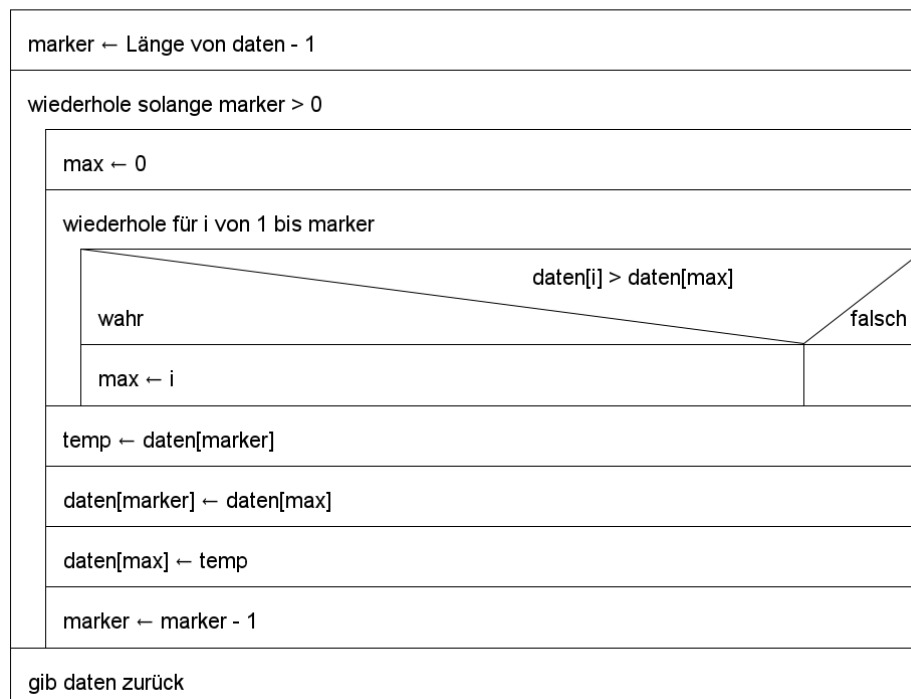 marker ← Länge von daten - 1
wiederhole solange marker > 0
max ← 0
wiederhole für i von 1 bis marker
daten[i] > daten[max]
wahr
falsch
max ← i
temp ← daten[marker]
daten[marker] ← daten[max]
daten[max] ← temp
marker ← marker - 1
gib daten zurück